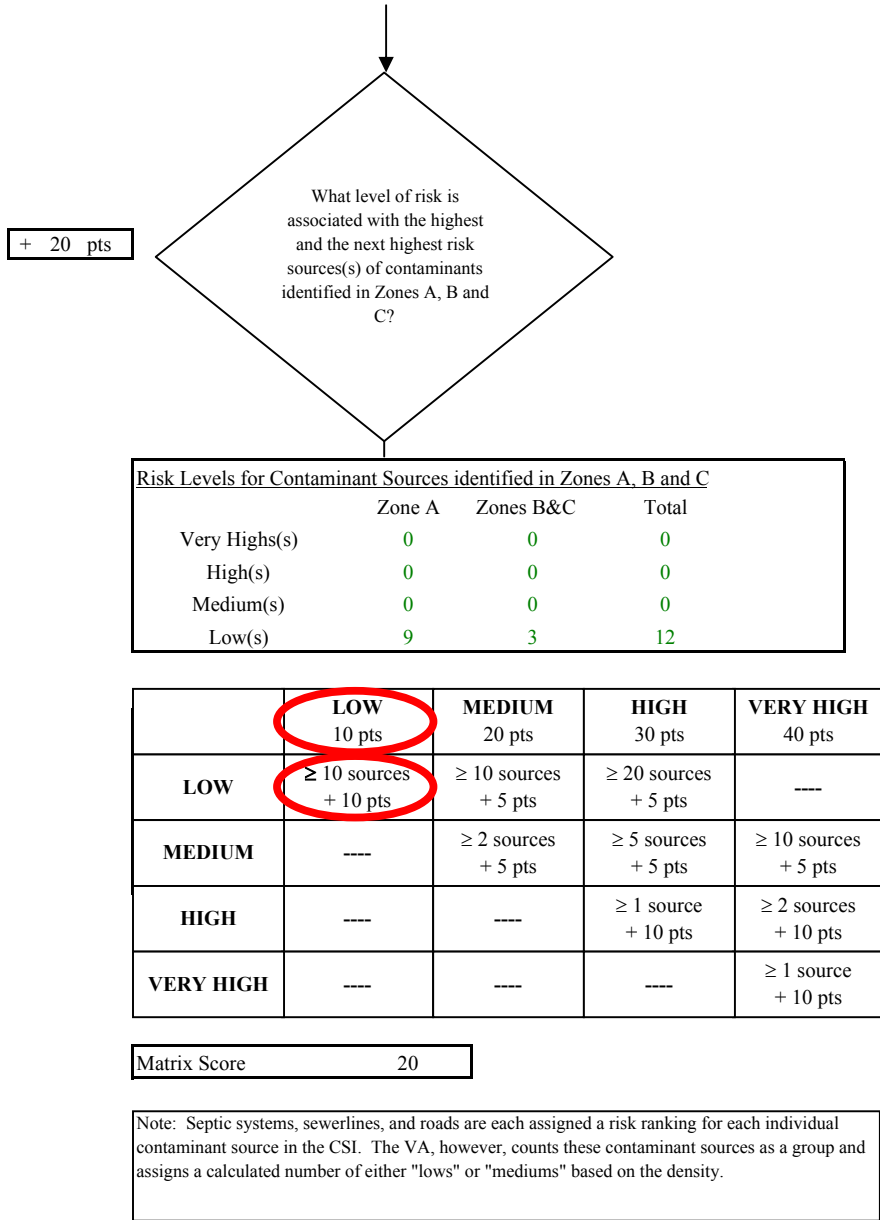 What level of risk is
associated with the highest
and the next highest risk
sources(s) of contaminants
identified in Zones A, B and
C?
+ 20 pts
Risk Levels for Contaminant Sources identified in Zones A, B and C
Zone A Zones B&C Total
Very Highs(s) 0 0 0
High(s) 0 0 0
Medium(s) 0 0 0
Low(s) 9 3 12
LOW MEDIUM HIGH VERY HIGH
10 pts 20 pts 30 pts 40 pts
LOW ≥ 10 sources ≥ 10 sources ≥ 20 sources ----
+ 10 pts + 5 pts + 5 pts
MEDIUM ---- ≥ 2 sources ≥ 5 sources ≥ 10 sources
+ 5 pts + 5 pts + 5 pts
HIGH ---- ---- ≥ 1 source ≥ 2 sources
+ 10 pts + 10 pts
VERY HIGH ---- ---- ---- ≥ 1 source
+ 10 pts
Matrix Score 20
Note: Septic systems, sewerlines, and roads are each assigned a risk ranking for each individual
contaminant source in the CSI. The VA, however, counts these contaminant sources as a group and
assigns a calculated number of either "lows" or "mediums" based on the density.